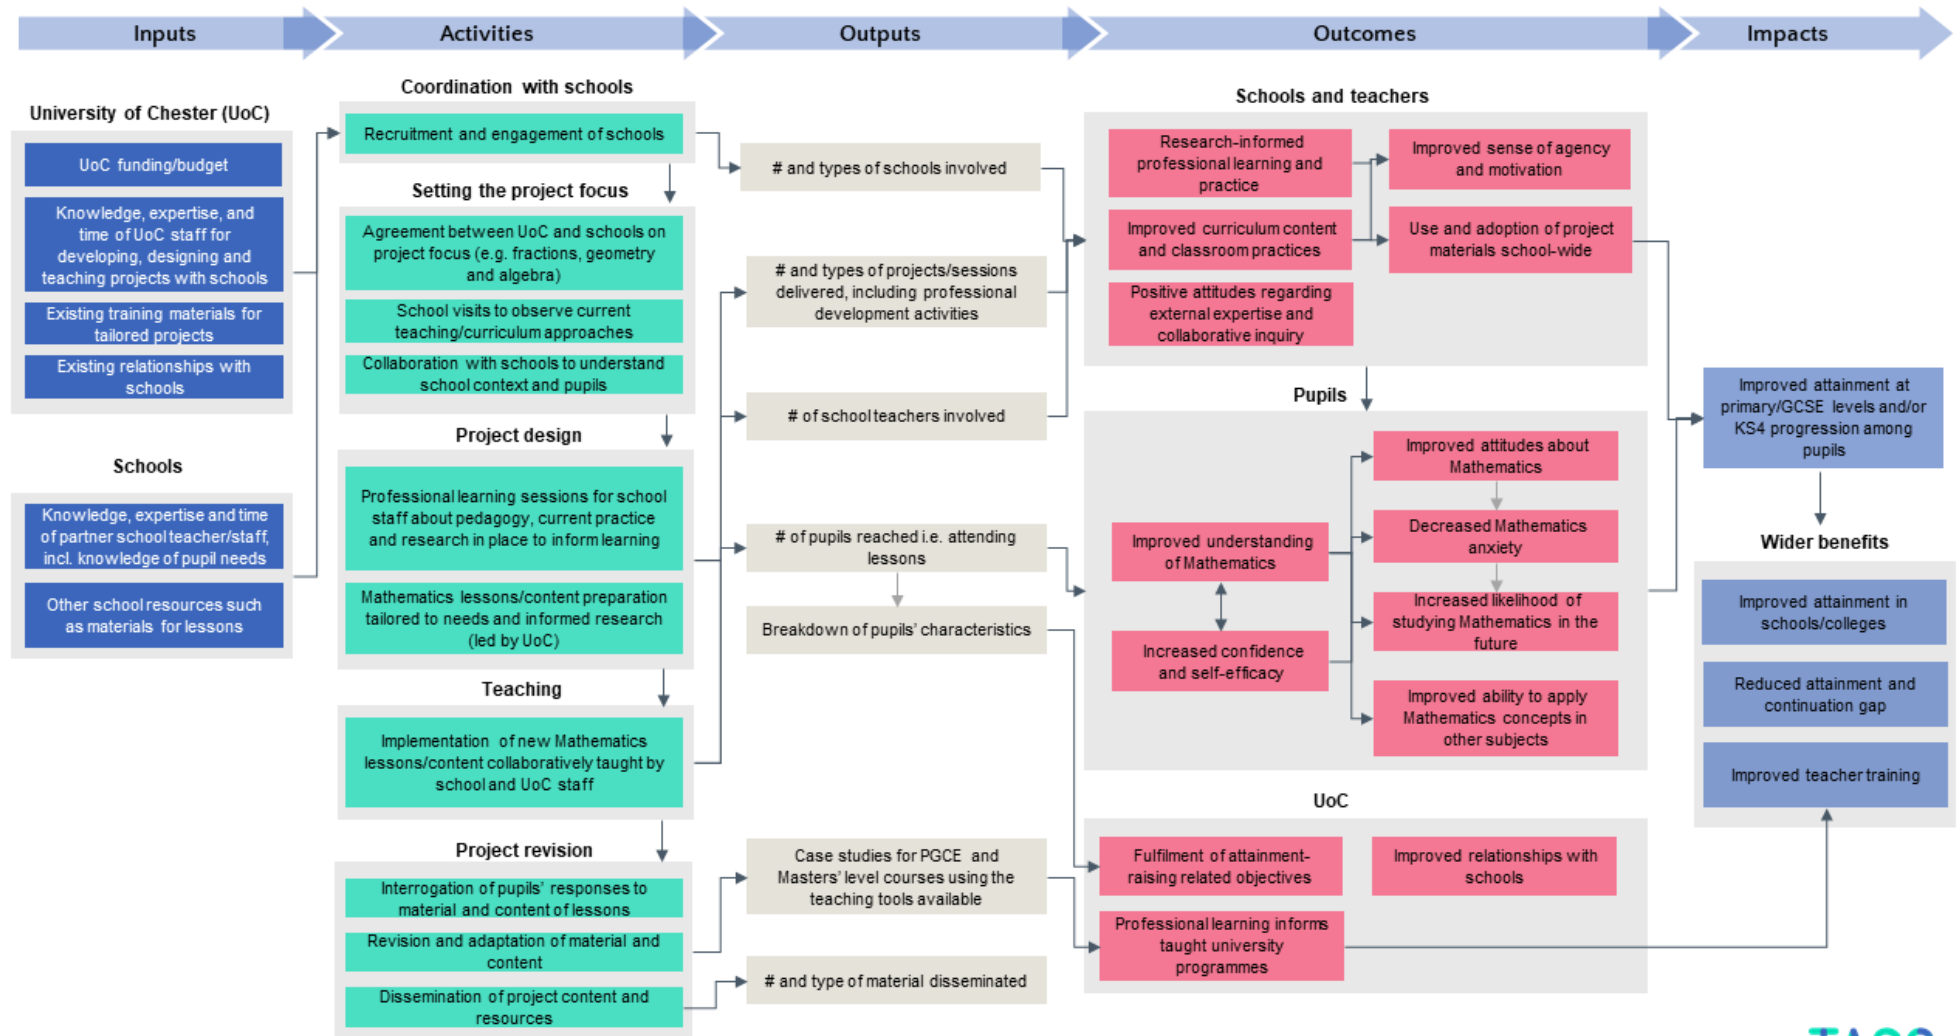 Inputs
Activities
Outputs
Outcomes
Impacts
University of Chester (UoC)
UoC funding/budget
Knowledge, expertise, and
time of UoC staff for
developing, designing and
teaching projects with schools
Existing training materials for
tailored projects
Existing relationships with
schools
Schools
Knowledge, expertise and time
of partner school teacher/staff,
incl. knowledge of pupil needs
Other school resources such
as materials for lessons
Coordination with schools
Recruitment and engagement of schools
Setting the project focus
Agreement between UoC and schools on
project focus (e.g. fractions, geometry
and algebra)
School visits to observe current
teaching/curriculum approaches
Collaboration with schools to understand
school context and pupils
Project design
Professional learning sessions for school
staff about pedagogy, current practice
and research in place to inform learning
Mathematics lessons/content preparation
tailored to needs and informed research
(led by UoC)
Teaching
Implementation of new Mathematics
lessons/content collaboratively taught by
school and UoC staff
Project revision
Interrogation of pupils' responses to
material and content of lessons
Revision and adaptation of material and
content
Dissemination of project content and
resources
# and types of schools involved
# and types of projects/sessions
delivered, including professional
development activities
# of school teachers involved
# of pupils reached i.e. attending
lessons
Breakdown of pupils' characteristics
Case studies for PGCE and
Masters' level courses using the
teaching tools available
# and type of material disseminated
Schools and teachers
Research-informed
professional learning and
practice
Improved sense of agency
and motivation
Improved curriculum content
and classroom practices
Use and adoption of project
materials school-wide
Positive attitudes regarding
external expertise and
collaborative inquiry
Pupils
Improved understanding
of Mathematics
Increased confidence
and self-efficacy
Improved attitudes about
Mathematics
Decreased Mathematics
anxiety
Increased likelihood of
studying Mathematics in the
future
Improved ability to apply
Mathematics concepts in
other subjects
UoC
Fulfilment of attainment-
raising related objectives
Improved relationships with
schools
Professional learning informs
taught university
programmes
Improved attainment at
primary/GCSE levels and/or
KS4 progression among
pupils
Wider benefits
Improved attainment in
schools/colleges
Reduced attainment and
continuation gap
Improved teacher training